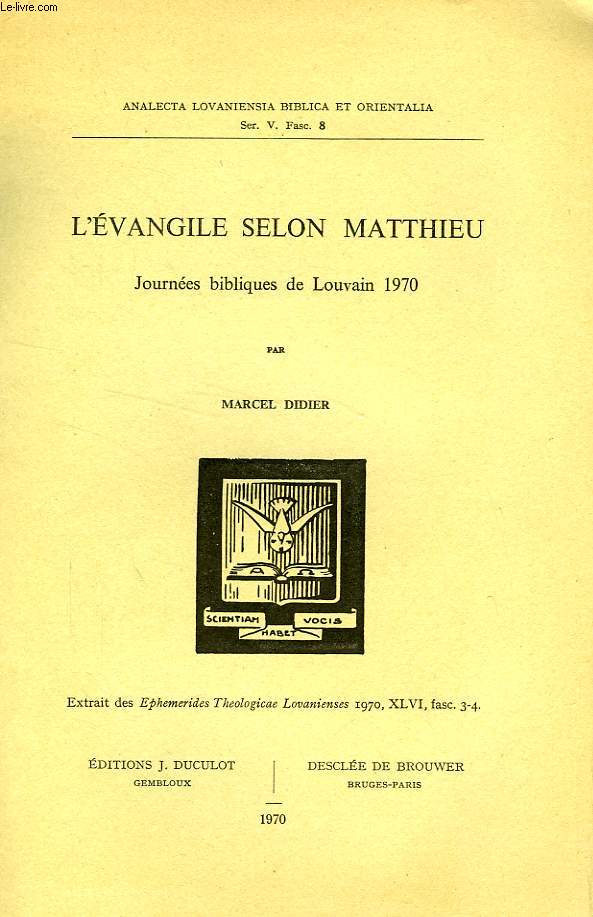 ©Le-livre.com
ANALECTA LOVANIENSIA BIBLICA ET ORIENTALIA
Ser. V. Fasc. 8
L'ÉVANGILE SELON MATTHIEU
Journées bibliques de Louvain 1970
PAR
MARCEL DIDIER
A Ω
SCIENTIAM HABET VOCIS
Extrait des Ephemerides Theologicae Lovanienses 1970, XLVI, fasc. 3-4.
ÉDITIONS J. DUCULOT
GEMBLOUX
DESCLÉE DE BROUWER
BRUGES-PARIS
1970